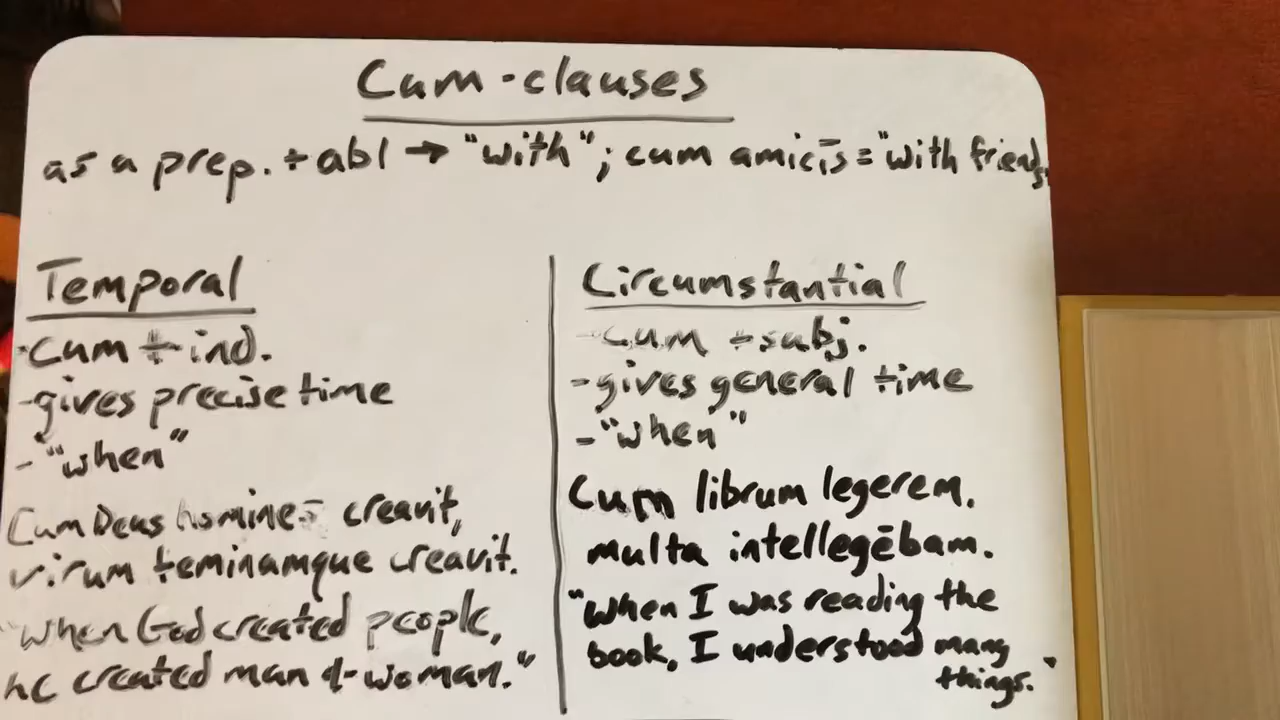 Cum-clauses
as a prep. + abl → "with"; cum amicīs = "with friends
Temporal
-cum + ind.
-gives precise time
-"when"
Cum Deus hominēs creavit,
virum feminamque creavit.
"when God created people,
he created man & woman."
Circumstantial
-cum + subj.
-gives general time
-"when"
Cum librum legerem.
multa intellegēbam.
"When I was reading the
book, I understood many
things."